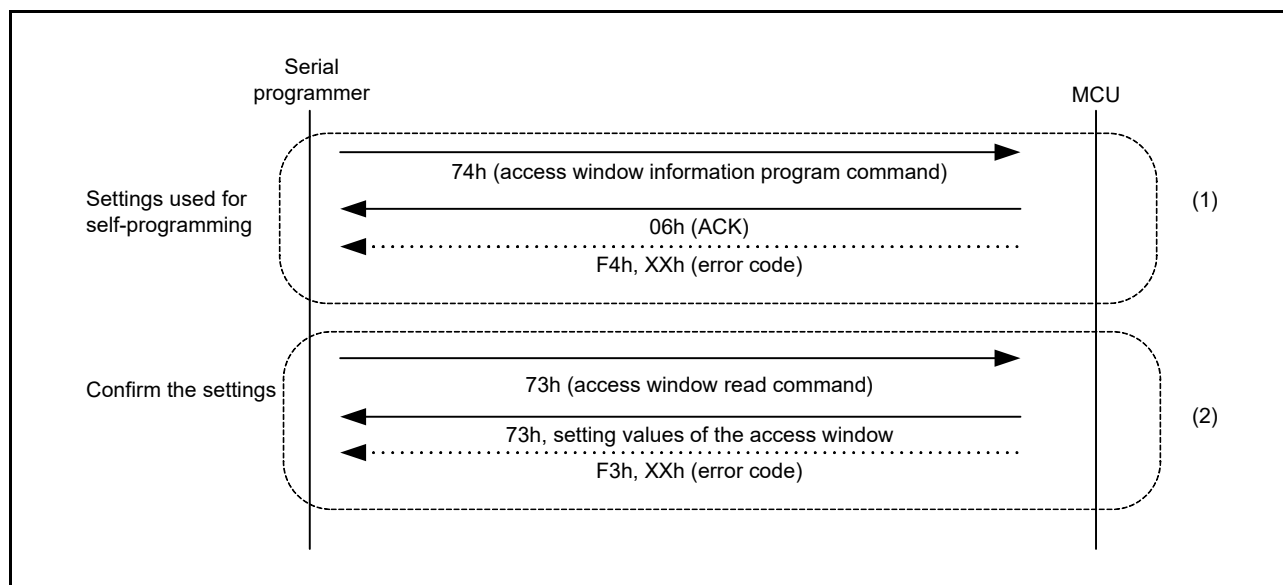 Serial
programmer
MCU
74h (access window information program command)
Settings used for
self-programming
(1)
06h (ACK)
F4h, XXh (error code)
73h (access window read command)
Confirm the settings
(2)
73h, setting values of the access window
F3h, XXh (error code)